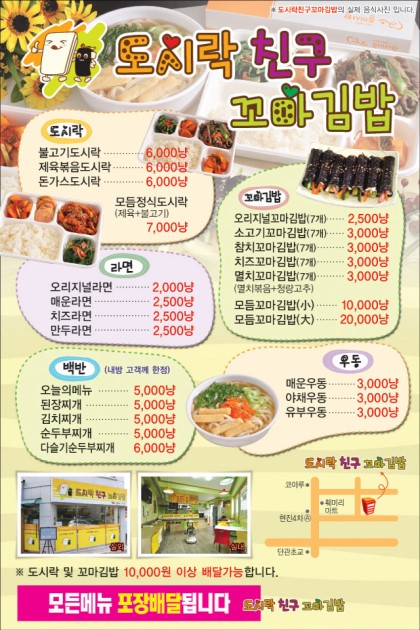 ※ 도시락친구꼬마김밥의 실제 음식사진 입니다.
도시락 친구
꼬마김밥
도시락
불고기도시락 ············ 6,000냥
제육볶음도시락 ········· 6,000냥
돈가스도시락 ············ 6,000냥
모듬정식도시락
(제육+불고기)
7,000냥
꼬마김밥
오리지널꼬마김밥(7개) ····· 2,500냥
소고기꼬마김밥(7개) ······· 3,000냥
참치꼬마김밥(7개) ········· 3,000냥
치즈꼬마김밥(7개) ········· 3,000냥
멸치꼬마김밥(7개) ········· 3,000냥
(멸치볶음+청량고추)
모듬꼬마김밥(小) ···· 10,000냥
모듬꼬마김밥(大) ···· 20,000냥
라면
오리지널라면 ········· 2,000냥
매운라면 ··············· 2,500냥
치즈라면 ··············· 2,500냥
만두라면 ··············· 2,500냥
백반 (내방 고객께 한정)
오늘의메뉴 ············ 5,000냥
된장찌개 ··············· 5,000냥
김치찌개 ··············· 5,000냥
순두부찌개 ············ 5,000냥
다슬기순두부찌개 ··· 6,000냥
우동
매운우동 ········· 3,000냥
야채우동 ········· 3,000냥
유부우동 ········· 3,000냥
실외
실내
도시락 친구 꼬마김밥
코마루
훼미리
마트
현진4차Ⓐ
단관초교
※ 도시락 및 꼬마김밥 10,000원 이상 배달가능합니다.
모든메뉴 포장배달됩니다
도시락 친구 꼬마김밥